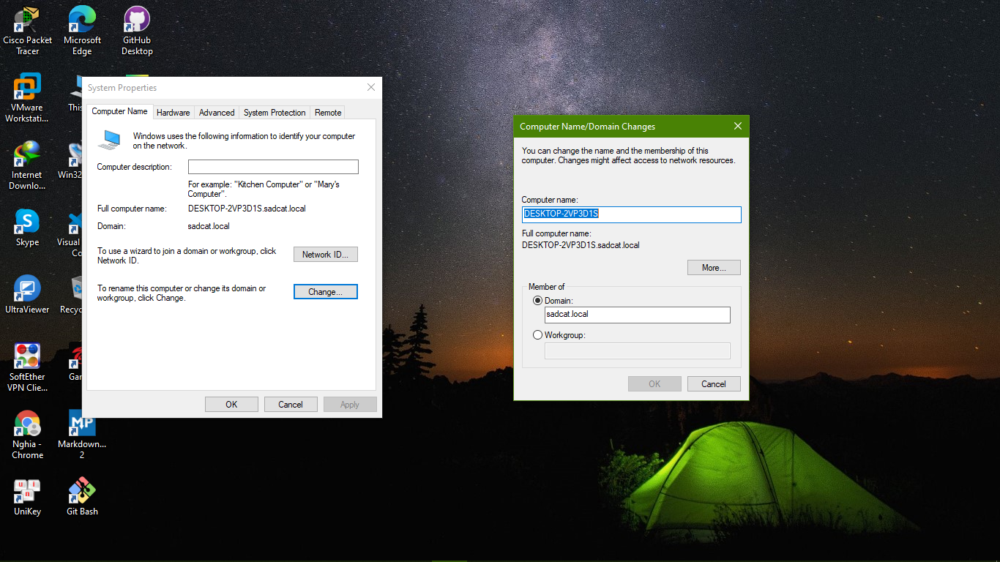 Cisco Packet
Tracer
Microsoft
Edge
GitHub
Desktop
VMware
Workstati...
This
Internet
Downlo...
Win32
Skype
Visual
Co
UltraViewer
Recyc
SoftEther
VPN Clie...
Gar
Nghia -
Chrome
MP
Markdown...
2
u i
n
UniKey
Git Bash
System Properties
Computer Name
Hardware
Advanced
System Protection
Remote
Windows uses the following information to identify your computer
on the network.
Computer description:
For example: "Kitchen Computer" or "Mary's
Computer".
Full computer name:
DESKTOP-2VP3D1S.sadcat.local
Domain:
sadcat.local
To use a wizard to join a domain or workgroup, click
Network ID.
Network ID...
To rename this computer or change its domain or
workgroup, click Change.
Change...
OK
Cancel
Apply
Computer Name/Domain Changes
You can change the name and the membership of this
computer. Changes might affect access to network resources.
Computer name:
DESKTOP-2VP3D1S
Full computer name:
DESKTOP-2VP3D1S.sadcat.local
More...
Member of
Domain:
sadcat.local
Workgroup:
OK
Cancel